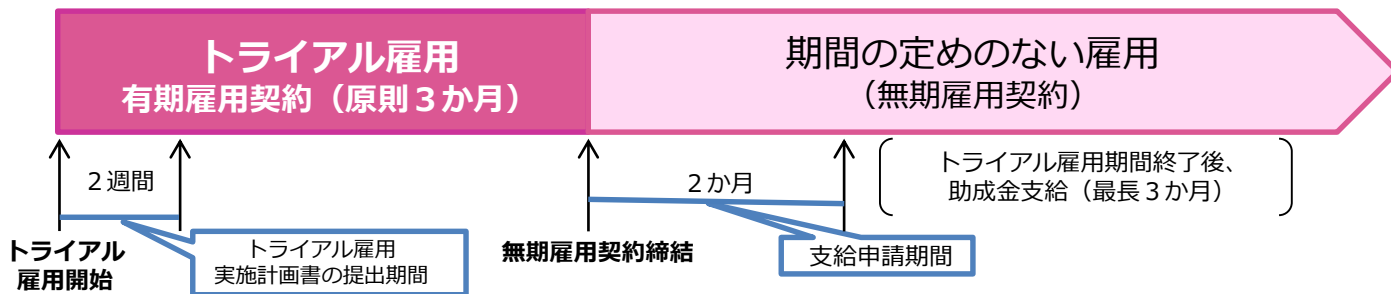 トライアル雇用
有期雇用契約（原則３か月）
期間の定めのない雇用
（無期雇用契約）
２週間
２か月
トライアル雇用期間終了後、
助成金支給（最長３か月）
トライアル
雇用開始
トライアル雇用
実施計画書の提出期間
無期雇用契約締結
支給申請期間